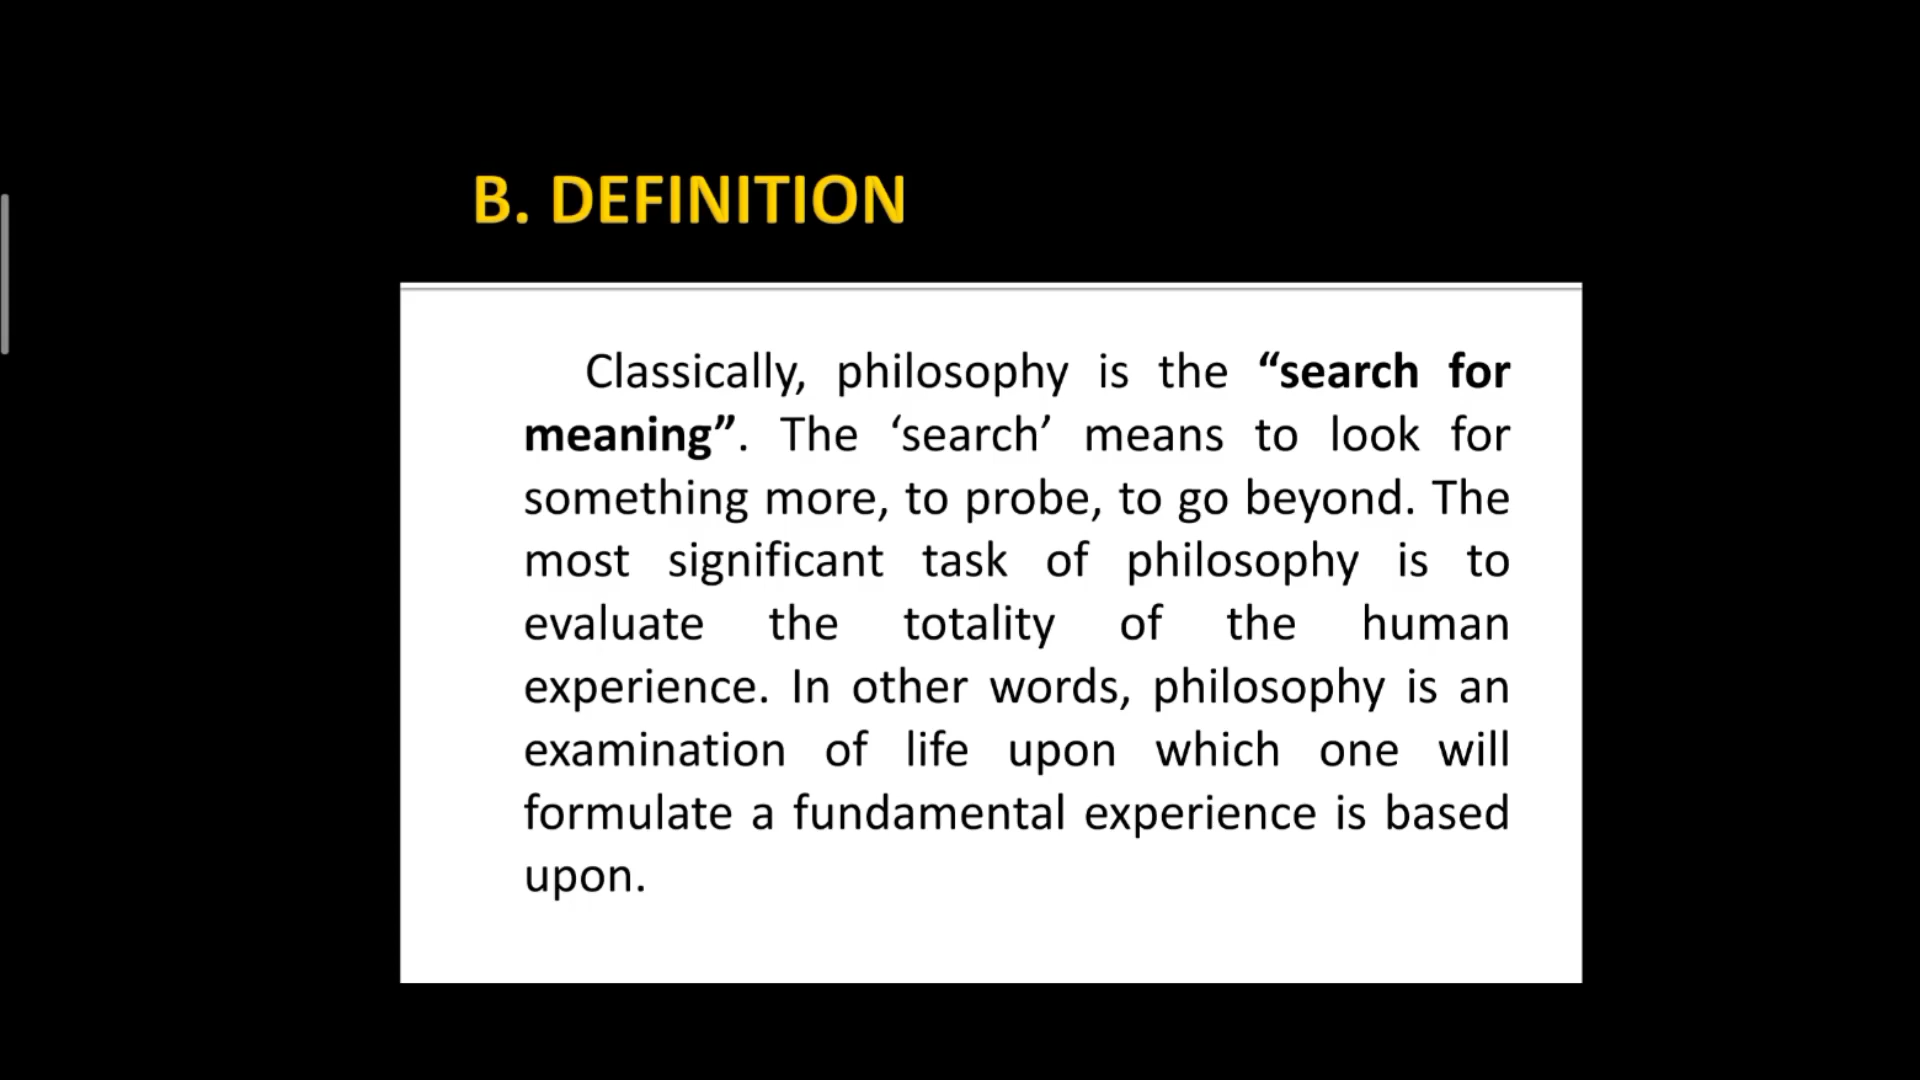 B. DEFINITION
Classically, philosophy is the “search for
meaning”. The ‘search’ means to look for
something more, to probe, to go beyond. The
most significant task of philosophy is to
evaluate the totality of the human
experience. In other words, philosophy is an
examination of life upon which one will
formulate a fundamental experience is based
upon.